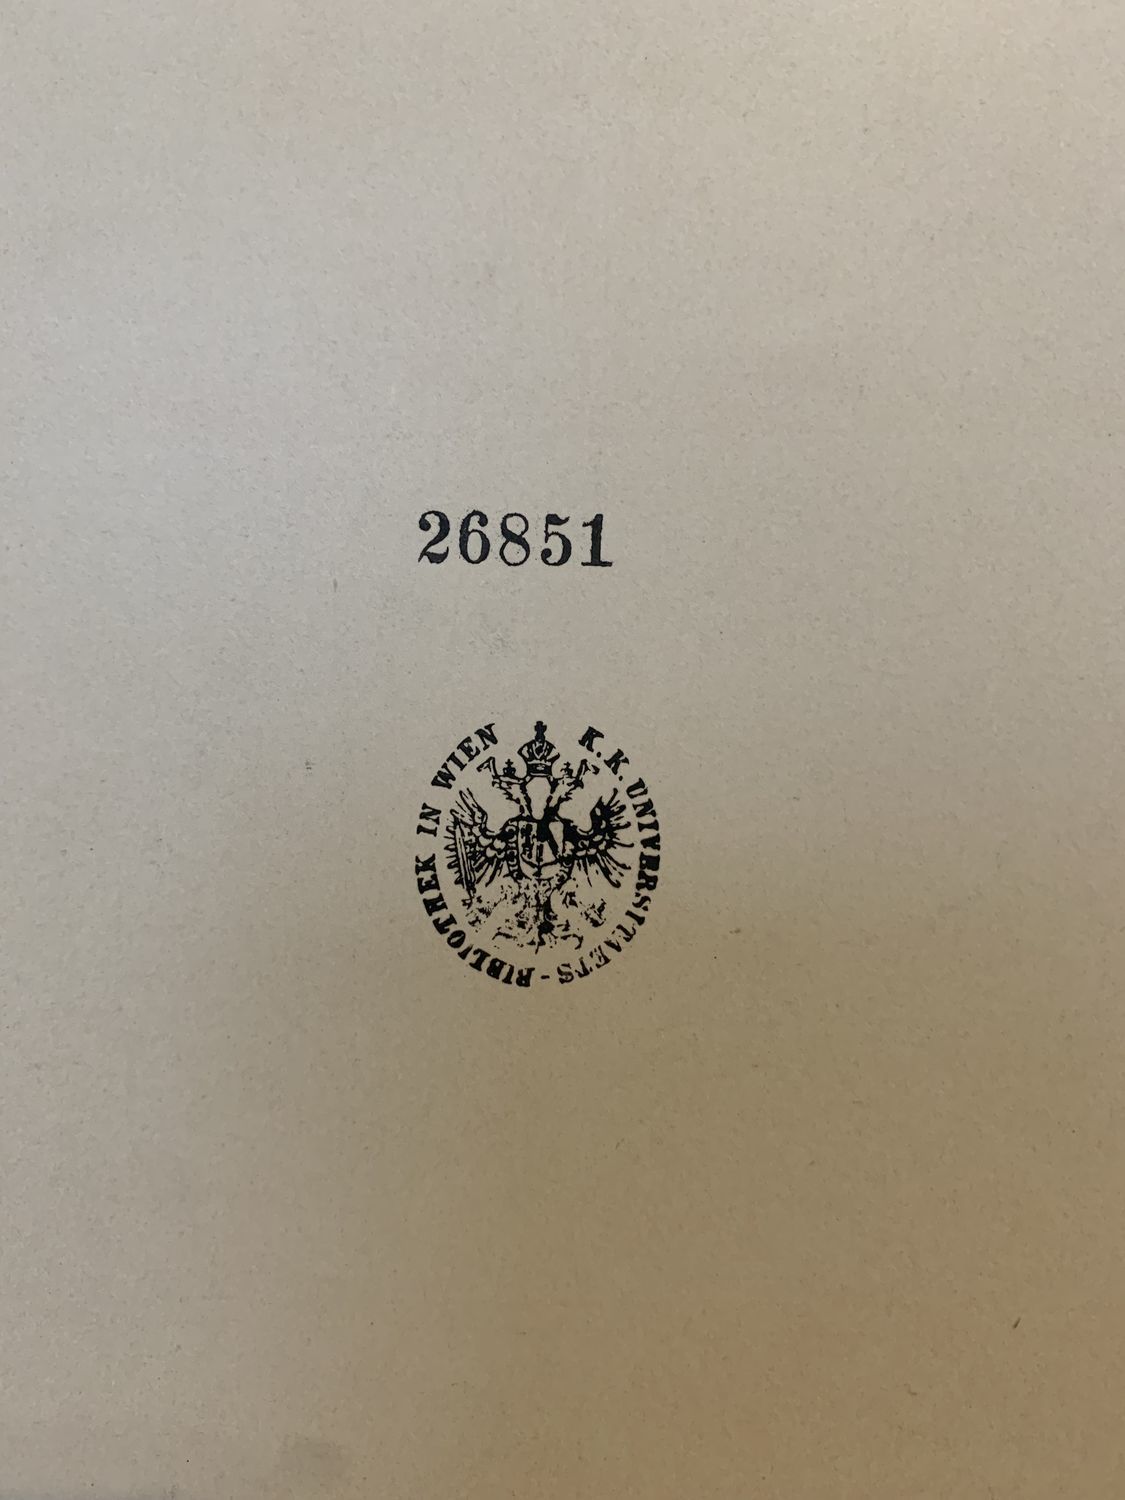 26851
K.K. UNIVERSITAETS-BIBLIOTHEK IN WIEN